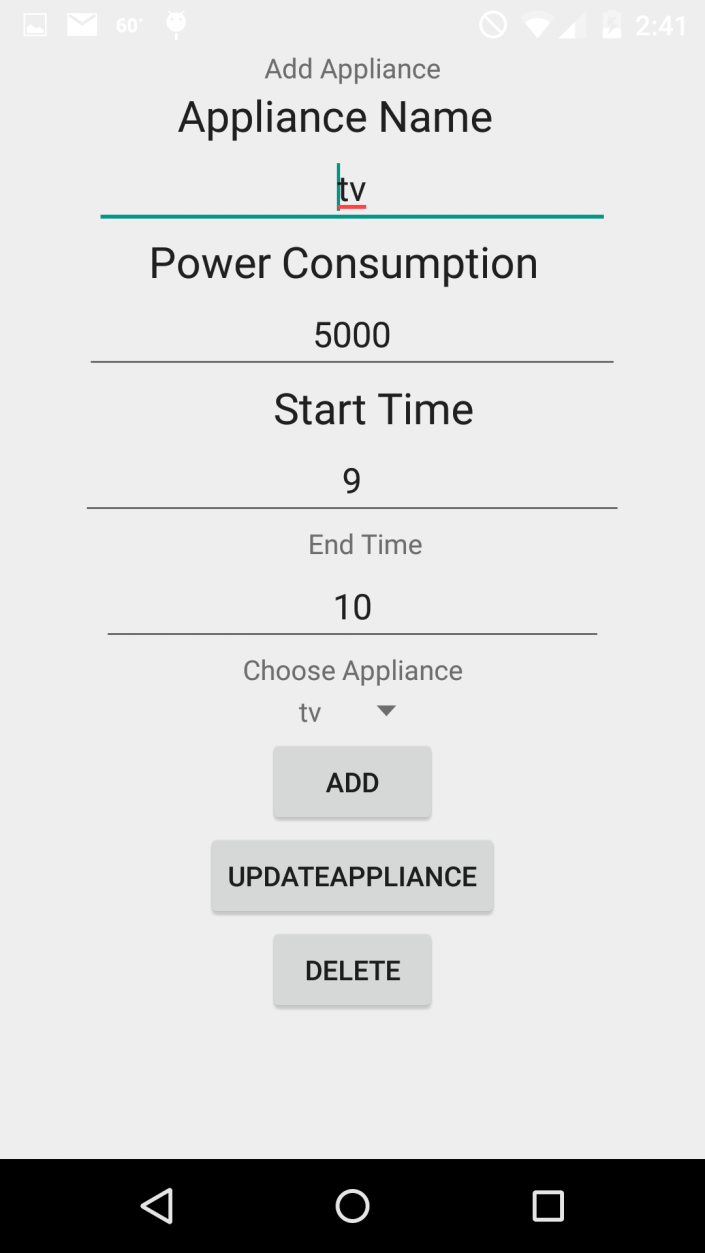 60°
2:41
Add Appliance
Appliance Name
tv
Power Consumption
5000
Start Time
9
End Time
10
Choose Appliance
tv
ADD
UPDATEAPPLIANCE
DELETE